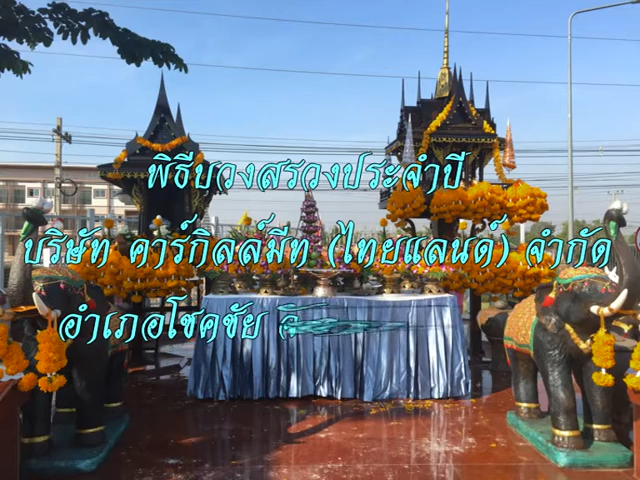 พิธีบวงสรวงประจำปี
บริษัท คาร์กิลล์มีท (ไทยแลนด์) จำกัด
อำเภอโชคชัย